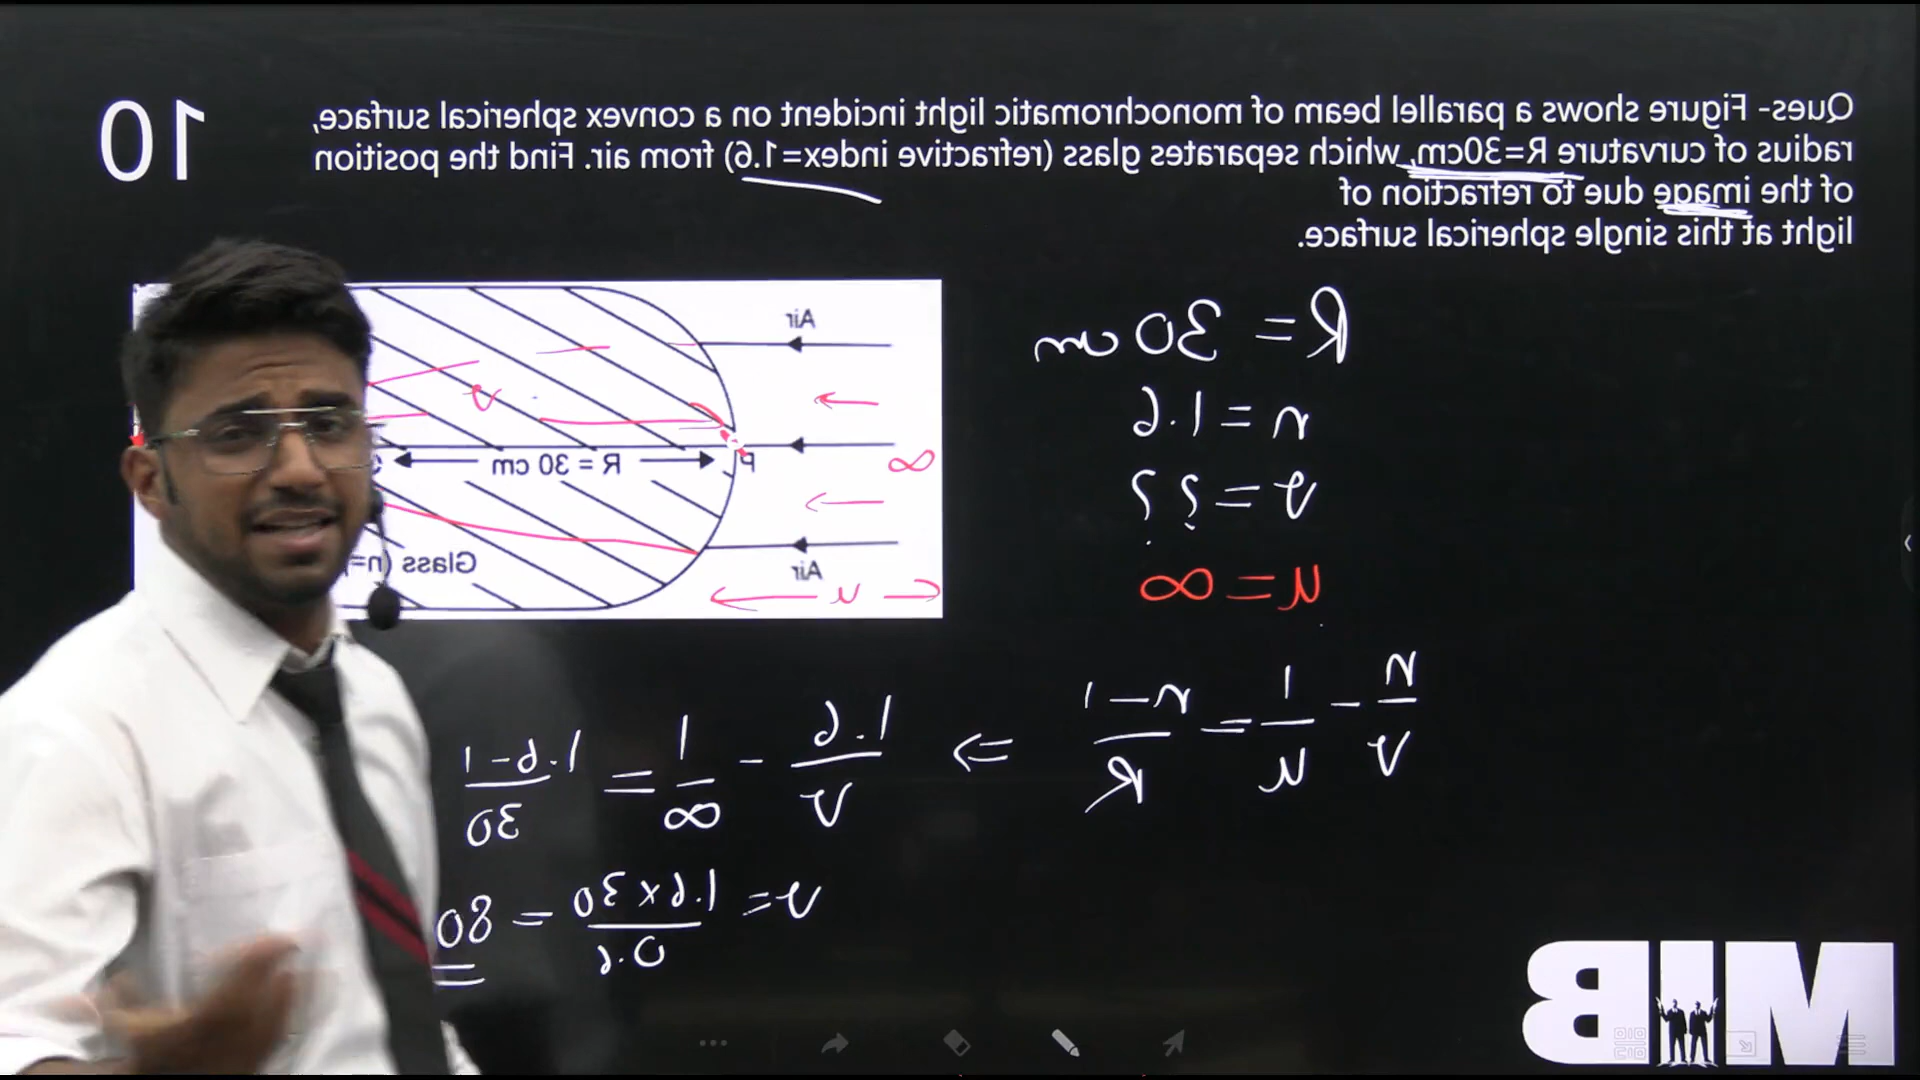 10
Ques- Figure shows a parallel beam of monochromatic light incident on a convex spherical surface,
radius of curvature R=30cm, which separates glass (refractive index=1.6) from air. Find the position
of the image due to refraction of
light at this single spherical surface.
R = 30 cm
n = 1.6
v = ??
u = ∞
n/v - 1/u = n-1/R ⇒ 1.6/v - 1/∞ = 1.6-1/30
v = 1.6×30/0.6 = 80
Air
v
∞
P
R = 30 cm
Air
Glass (n=
u
MIB